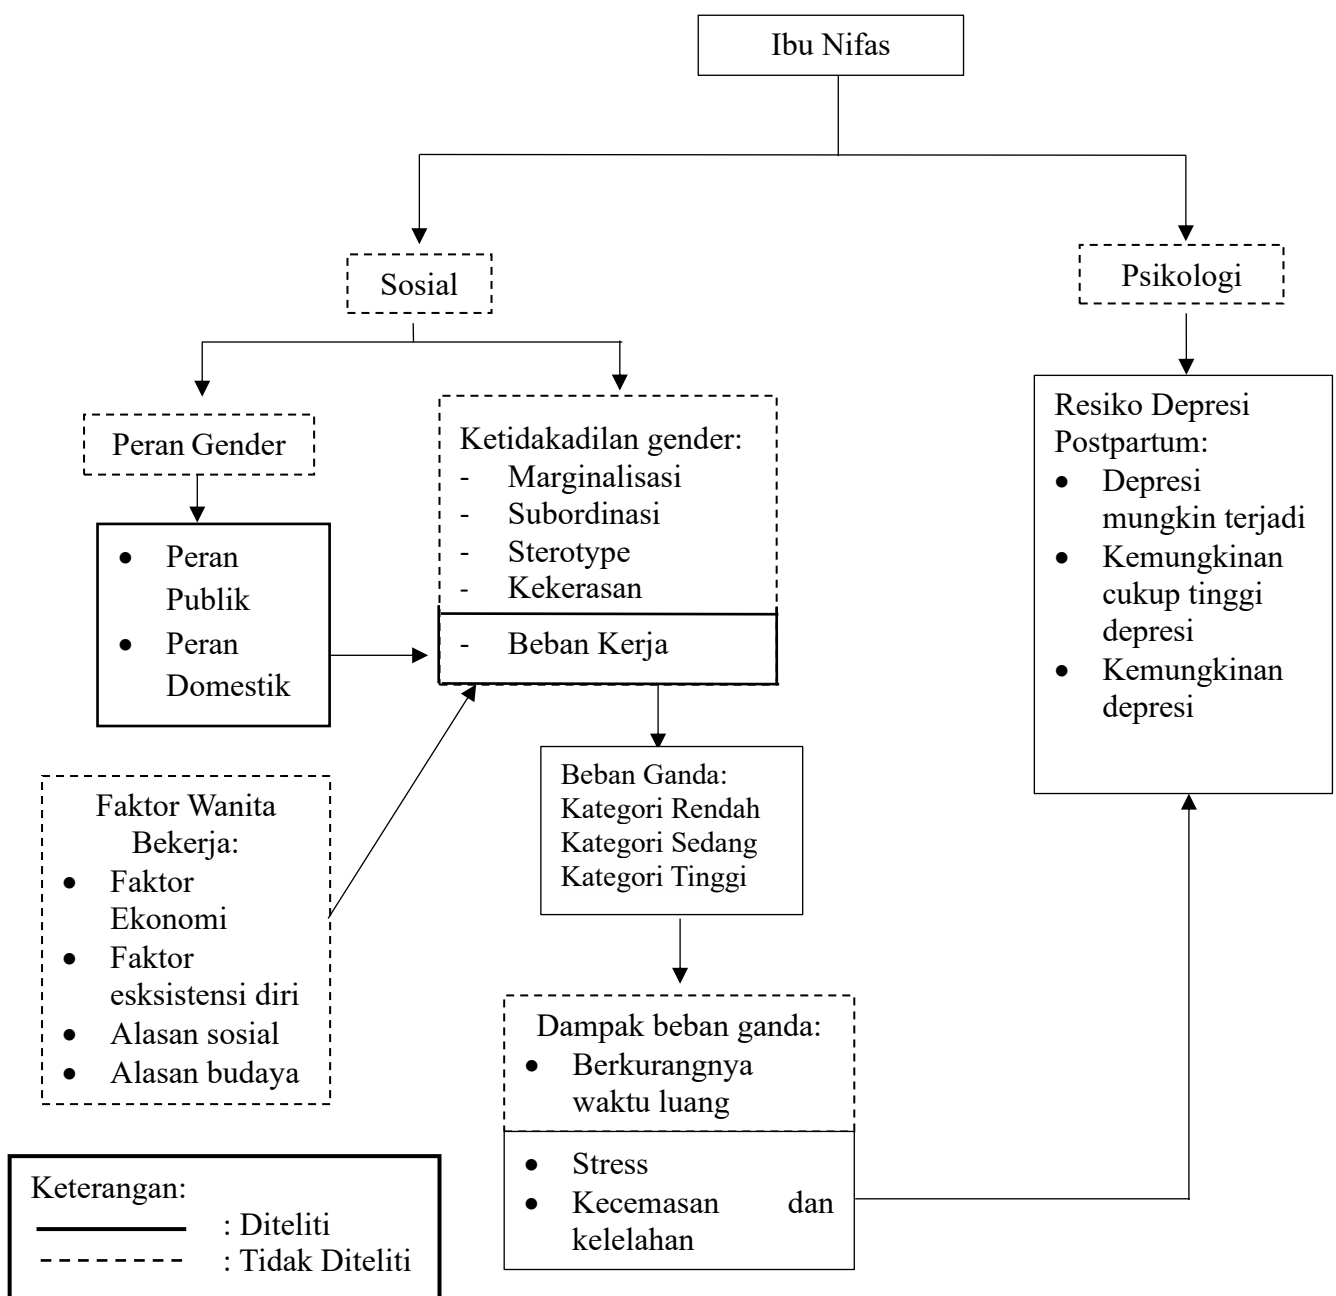 Ibu Nifas
Sosial
Psikologi
Peran Gender
Ketidakadilan gender:
- Marginalisasi
- Subordinasi
- Sterotype
- Kekerasan
- Beban Kerja
Resiko Depresi
Postpartum:
• Depresi
mungkin terjadi
• Kemungkinan
cukup tinggi
depresi
• Kemungkinan
depresi
• Peran
Publik
• Peran
Domestik
Beban Ganda:
Kategori Rendah
Kategori Sedang
Kategori Tinggi
Faktor Wanita
Bekerja:
• Faktor
Ekonomi
• Faktor
esksistensi diri
• Alasan sosial
• Alasan budaya
Dampak beban ganda:
• Berkurangnya
waktu luang
• Stress
• Kecemasan dan
kelelahan
Keterangan:
: Diteliti
: Tidak Diteliti